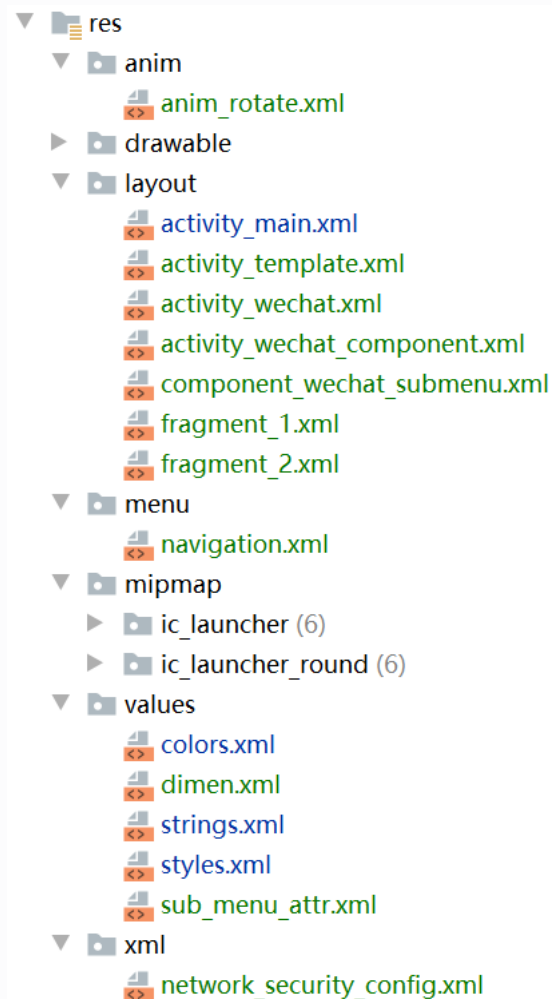 res
anim
anim_rotate.xml
drawable
layout
activity_main.xml
activity_template.xml
activity_wechat.xml
activity_wechat_component.xml
component_wechat_submenu.xml
fragment_1.xml
fragment_2.xml
menu
navigation.xml
mipmap
ic_launcher (6)
ic_launcher_round (6)
values
colors.xml
dimen.xml
strings.xml
styles.xml
sub_menu_attr.xml
xml
network_security_config.xml